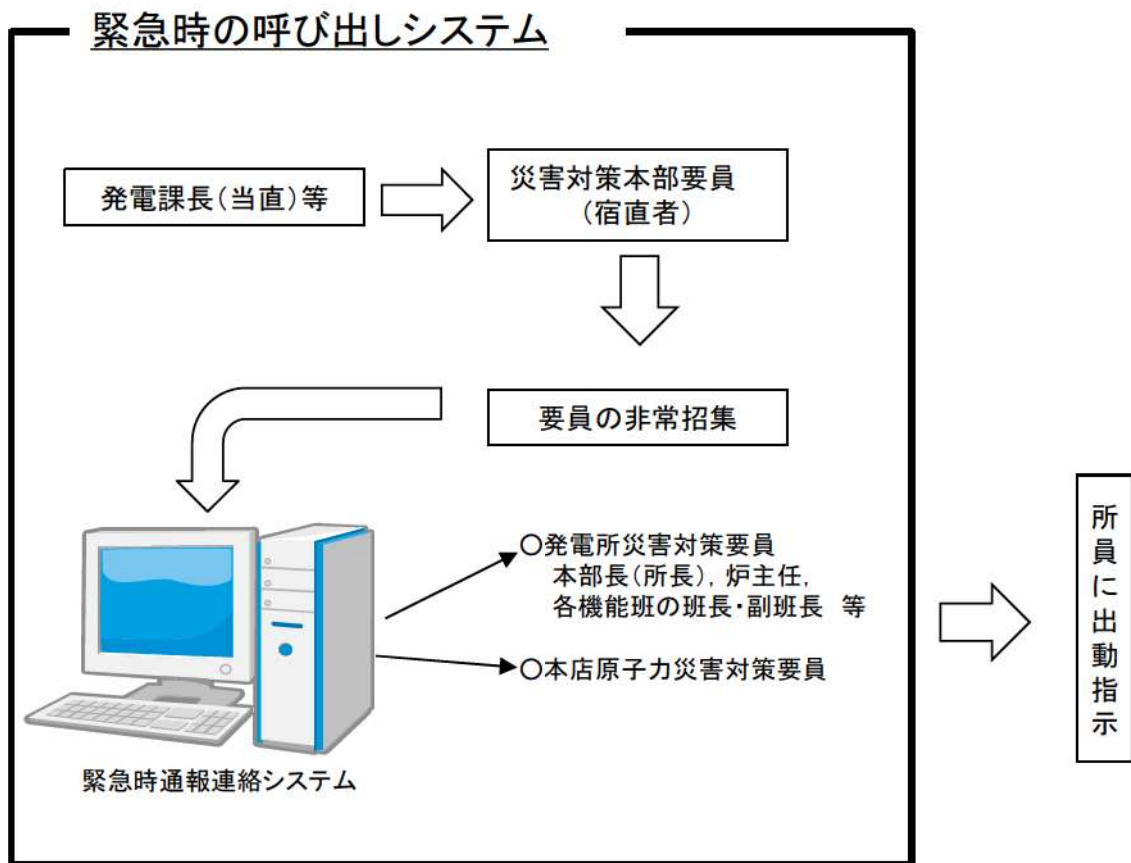 緊急時の呼び出しシステム
発電課長(当直)等
災害対策本部要員
(宿直者)
要員の非常招集
〇発電所災害対策要員
本部長(所長),炉主任,
各機能班の班長・副班長 等
〇本店原子力災害対策要員
緊急時通報連絡システム
所員に出動指示